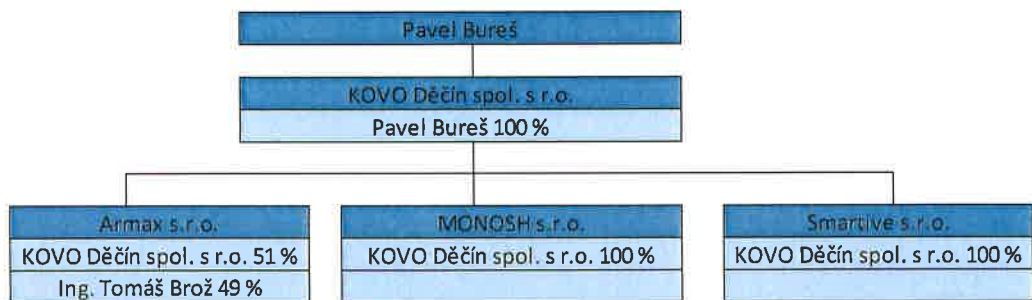 Pavel Bureš
KOVO Děčín spol. s r.o.
Pavel Bureš 100 %
Armax s.r.o.
KOVO Děčín spol. s r.o. 51 %
Ing. Tomáš Brož 49 %
MONOSH s.r.o.
KOVO Děčín spol. s r.o. 100 %
Smartive s.r.o.
KOVO Děčín spol. s r.o. 100 %